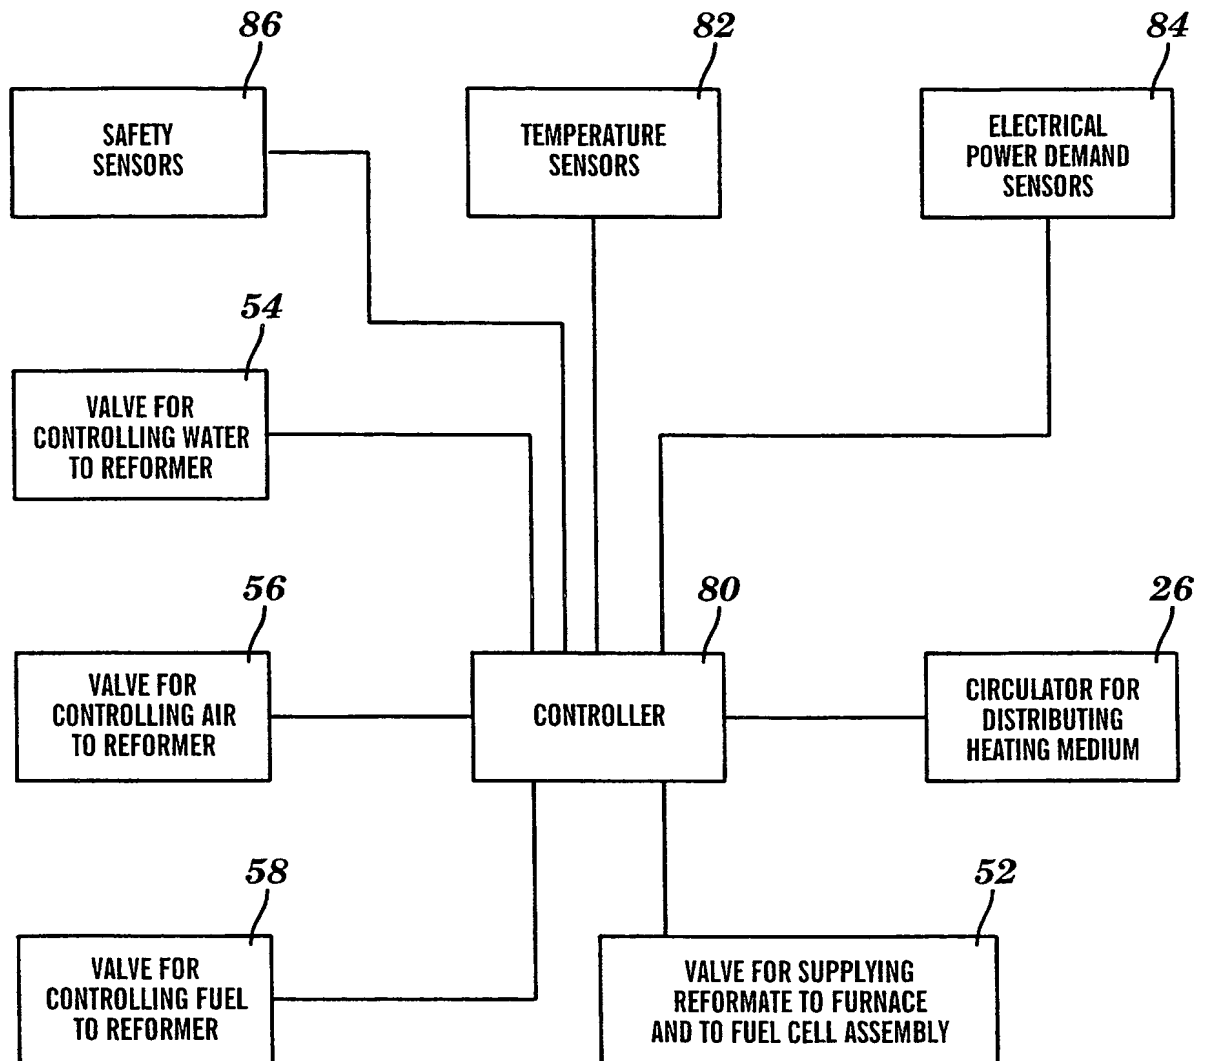 86
82
84
SAFETY
SENSORS
TEMPERATURE
SENSORS
ELECTRICAL
POWER DEMAND
SENSORS
54
VALVE FOR
CONTROLLING WATER
TO REFORMER
56
80
26
VALVE FOR
CONTROLLING AIR
TO REFORMER
CONTROLLER
CIRCULATOR FOR
DISTRIBUTING
HEATING MEDIUM
58
52
VALVE FOR
CONTROLLING FUEL
TO REFORMER
VALVE FOR SUPPLYING
REFORMATE TO FURNACE
AND TO FUEL CELL ASSEMBLY